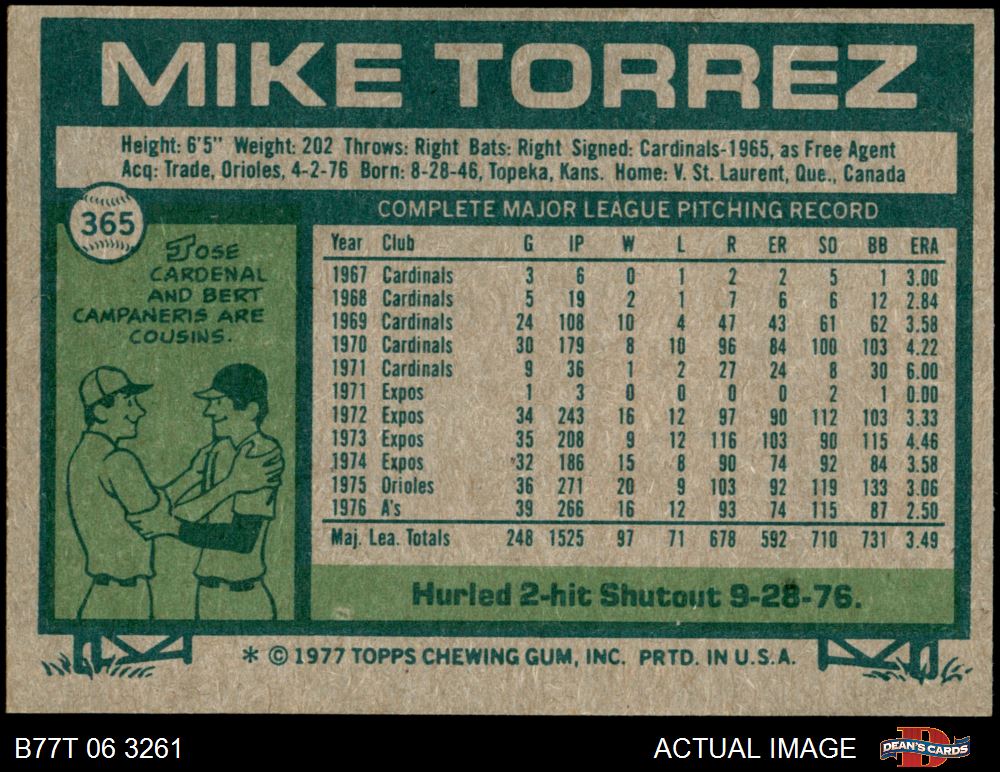 MIKE TORREZ
Height: 6'5" Weight: 202 Throws: Right Bats: Right Signed: Cardinals-1965, as Free Agent
Acq: Trade, Orioles, 4-2-76 Born: 8-28-46, Topeka, Kans. Home: V. St. Laurent, Que., Canada
365
JOSE
CARDENAL
AND BERT
CAMPANERIS ARE
COUSINS.
COMPLETE MAJOR LEAGUE PITCHING RECORD
Year Club G IP W L R ER SO BB ERA
1967 Cardinals 3 6 0 1 2 2 5 1 3.00
1968 Cardinals 5 19 2 1 7 6 6 12 2.84
1969 Cardinals 24 108 10 4 47 43 61 62 3.58
1970 Cardinals 30 179 8 10 96 84 100 103 4.22
1971 Cardinals 9 36 1 2 27 24 8 30 6.00
1971 Expos 1 3 0 0 0 0 2 1 0.00
1972 Expos 34 243 16 12 97 90 112 103 3.33
1973 Expos 35 208 9 12 116 103 90 115 4.46
1974 Expos 32 186 15 8 90 74 92 84 3.58
1975 Orioles 36 271 20 9 103 92 119 133 3.06
1976 A's 39 266 16 12 93 74 115 87 2.50
Maj. Lea. Totals 248 1525 97 71 678 592 710 731 3.49
Hurled 2-hit Shutout 9-28-76.
* © 1977 TOPPS CHEWING GUM, INC. PRTD. IN U.S.A.
B77T 06 3261
ACTUAL IMAGE
DEAN'S CARDS